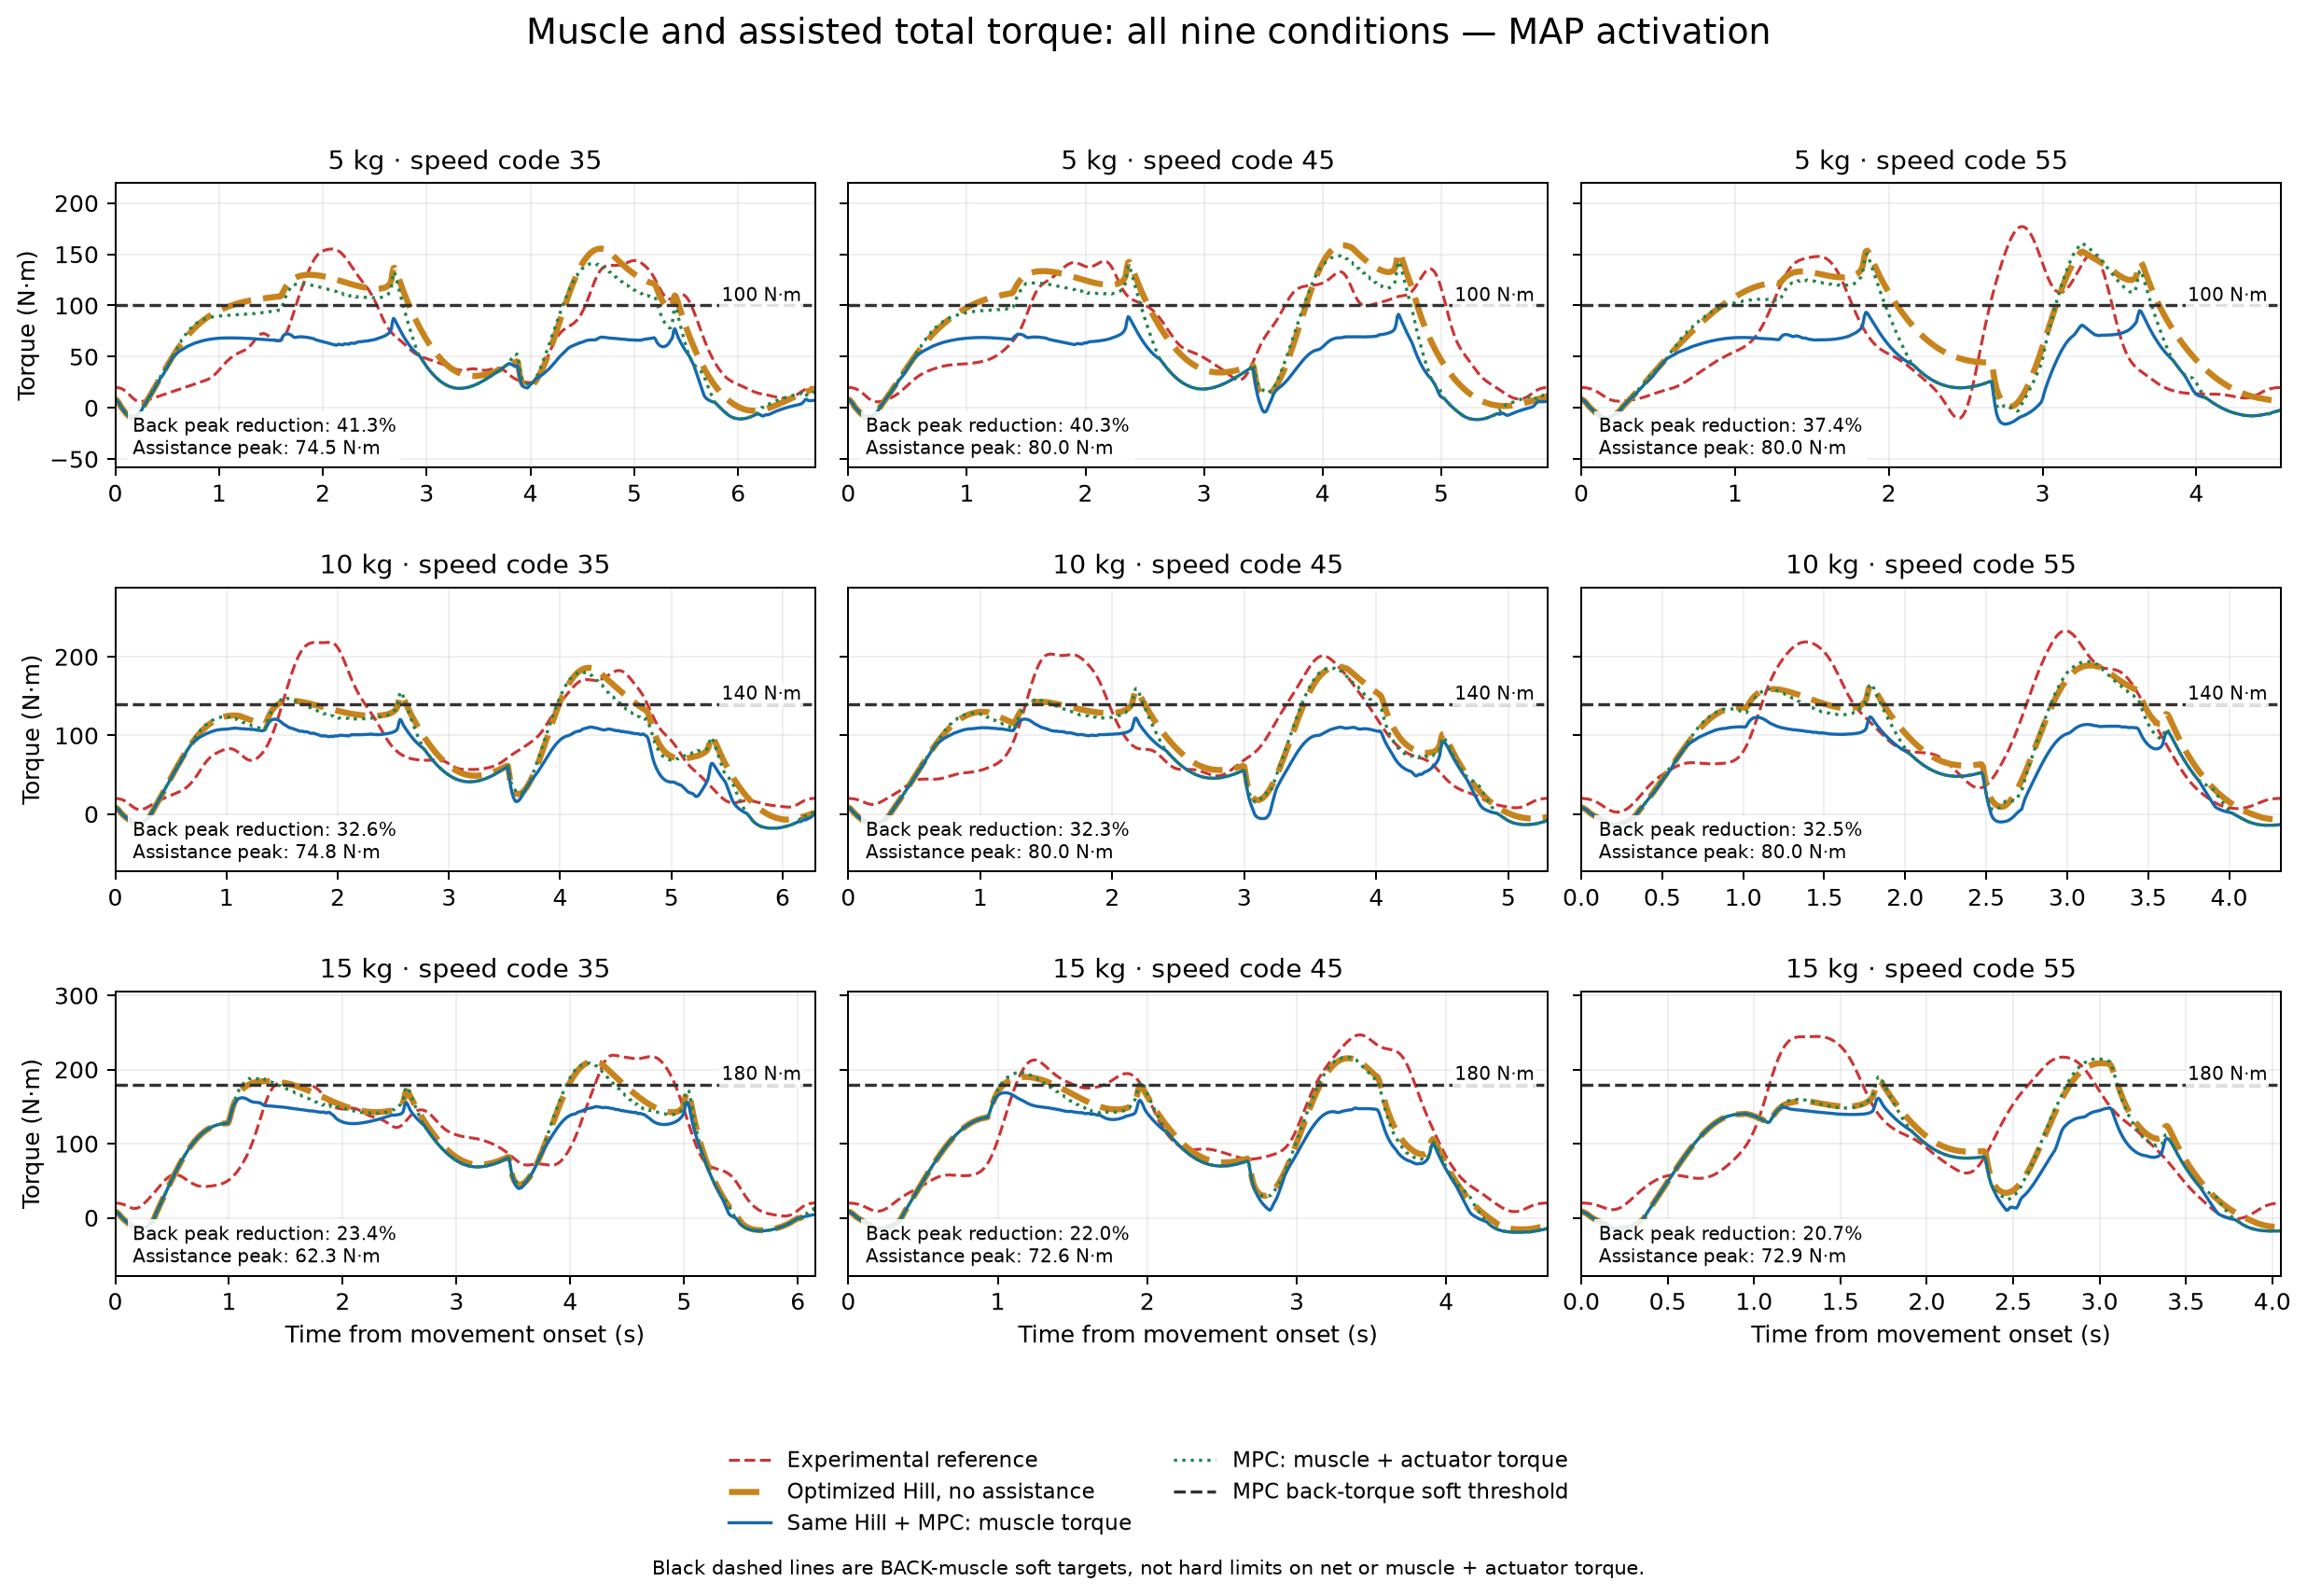 Muscle and assisted total torque: all nine conditions — MAP activation
5 kg · speed code 35
5 kg · speed code 45
5 kg · speed code 55
Torque (N·m)
200
150
100
50
0
−50
100 N·m
100 N·m
100 N·m
Back peak reduction: 41.3%
Assistance peak: 74.5 N·m
Back peak reduction: 40.3%
Assistance peak: 80.0 N·m
Back peak reduction: 37.4%
Assistance peak: 80.0 N·m
0 1 2 3 4 5 6
0 1 2 3 4 5
0 1 2 3 4
10 kg · speed code 35
10 kg · speed code 45
10 kg · speed code 55
Torque (N·m)
200
100
0
140 N·m
140 N·m
140 N·m
Back peak reduction: 32.6%
Assistance peak: 74.8 N·m
Back peak reduction: 32.3%
Assistance peak: 80.0 N·m
Back peak reduction: 32.5%
Assistance peak: 80.0 N·m
0 1 2 3 4 5 6
0 1 2 3 4 5
0.0 0.5 1.0 1.5 2.0 2.5 3.0 3.5 4.0
15 kg · speed code 35
15 kg · speed code 45
15 kg · speed code 55
Torque (N·m)
300
200
100
0
180 N·m
180 N·m
180 N·m
Back peak reduction: 23.4%
Assistance peak: 62.3 N·m
Back peak reduction: 22.0%
Assistance peak: 72.6 N·m
Back peak reduction: 20.7%
Assistance peak: 72.9 N·m
0 1 2 3 4 5 6
0 1 2 3 4
0.0 0.5 1.0 1.5 2.0 2.5 3.0 3.5 4.0
Time from movement onset (s)
Time from movement onset (s)
Time from movement onset (s)
Experimental reference
Optimized Hill, no assistance
Same Hill + MPC: muscle torque
MPC: muscle + actuator torque
MPC back-torque soft threshold
Black dashed lines are BACK-muscle soft targets, not hard limits on net or muscle + actuator torque.